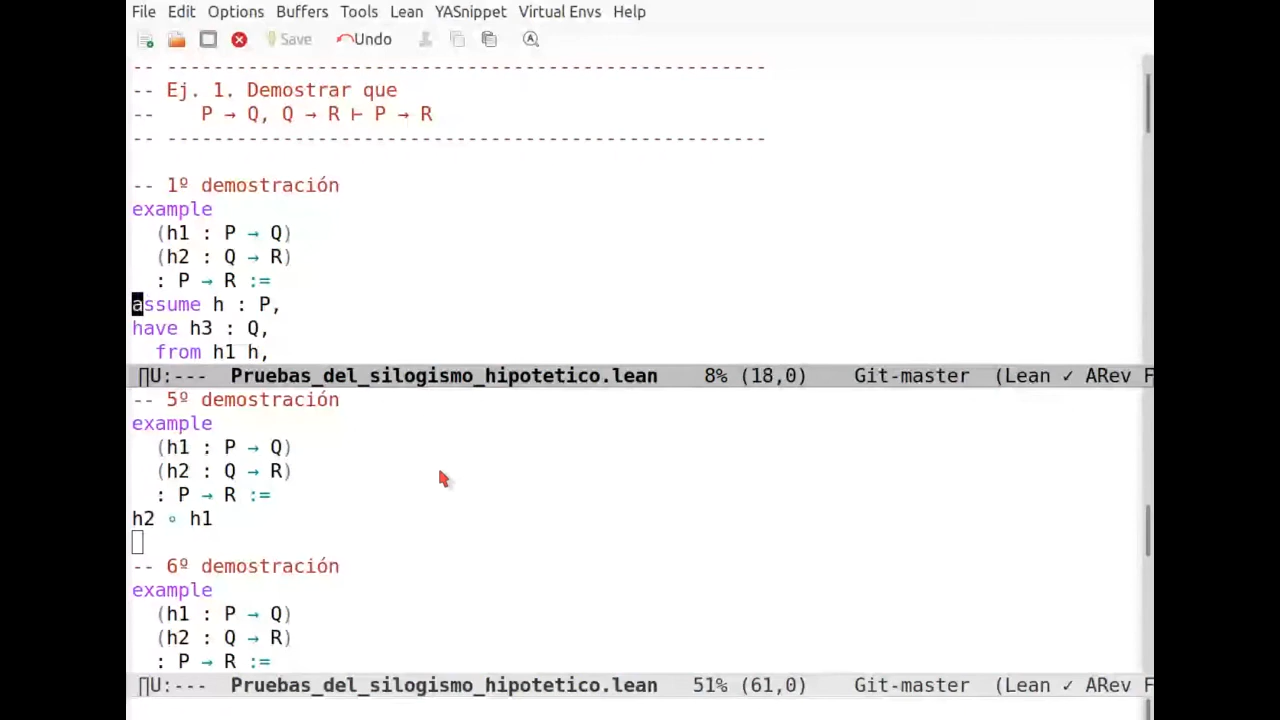 File Edit Options Buffers Tools Lean YASnippet Virtual Envs Help
Save Undo
-- ----------------------------------------------------
-- Ej. 1. Demostrar que
--    P → Q, Q → R ⊢ P → R
-- ----------------------------------------------------
-- 1º demostración
example
  (h1 : P → Q)
  (h2 : Q → R)
  : P → R :=
assume h : P,
have h3 : Q,
  from h1 h,
∏U:--- Pruebas_del_silogismo_hipotetico.lean 8% (18,0) Git-master (Lean ✓ ARev F
-- 5º demostración
example
  (h1 : P → Q)
  (h2 : Q → R)
  : P → R :=
h2 ∘ h1
-- 6º demostración
example
  (h1 : P → Q)
  (h2 : Q → R)
  : P → R :=
∏U:--- Pruebas_del_silogismo_hipotetico.lean 51% (61,0) Git-master (Lean ✓ ARev F